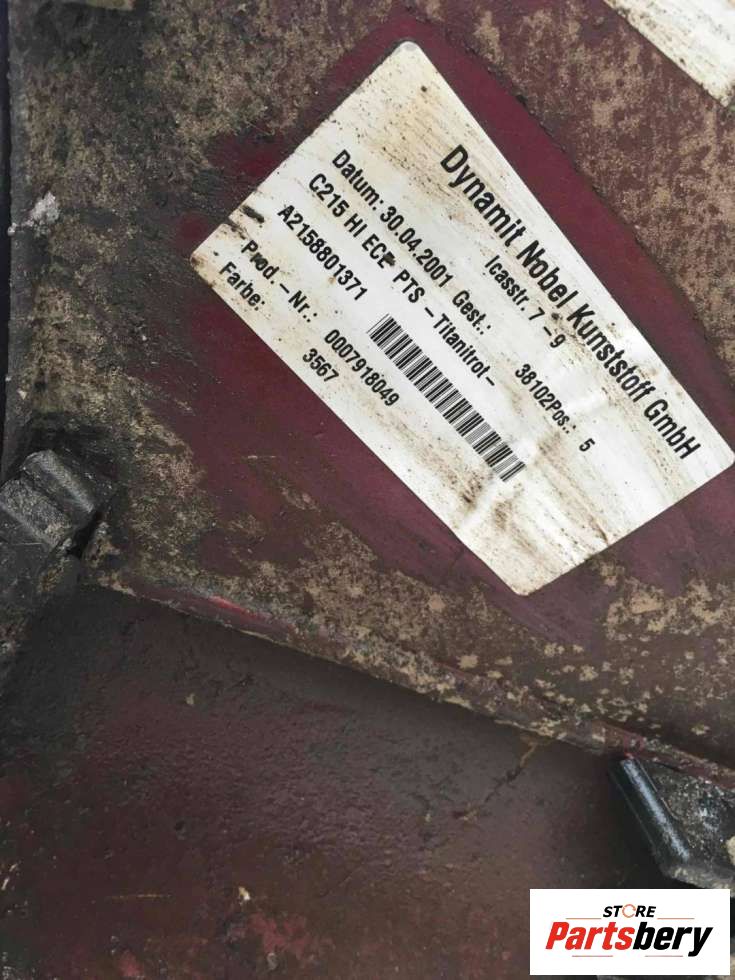 Dynamit Nobel Kunststoff GmbH
Icasstr. 7 - 9
Datum: 30.04.2001 Gest.: 38102Pos.: 5
C215 HI ECE PTS - Titanitrot -
A2158801371
Prod. - Nr.: 0007918049
Farbe: 3567
STORE
Partsbery